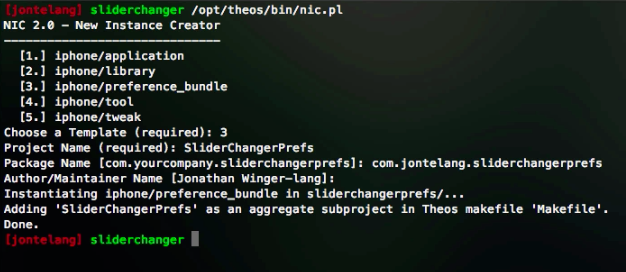 [jontelang] sliderchanger /opt/theos/bin/nic.pl
NIC 2.0 - New Instance Creator
------------------------------
[1.] iphone/application
[2.] iphone/library
[3.] iphone/preference_bundle
[4.] iphone/tool
[5.] iphone/tweak
Choose a Template (required): 3
Project Name (required): SliderChangerPrefs
Package Name [com.yourcompany.sliderchangerprefs]: com.jontelang.sliderchangerprefs
Author/Maintainer Name [Jonathan Winger-lang]:
Instantiating iphone/preference_bundle in sliderchangerprefs/...
Adding 'SliderChangerPrefs' as an aggregate subproject in Theos makefile 'Makefile'.
Done.
[jontelang] sliderchanger